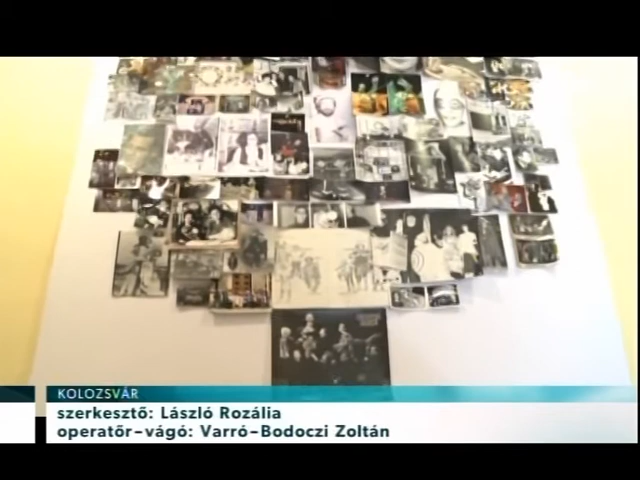 KOLOZSVÁR
szerkesztő: László Rozália
operatőr-vágó: Varró-Bodoczi Zoltán